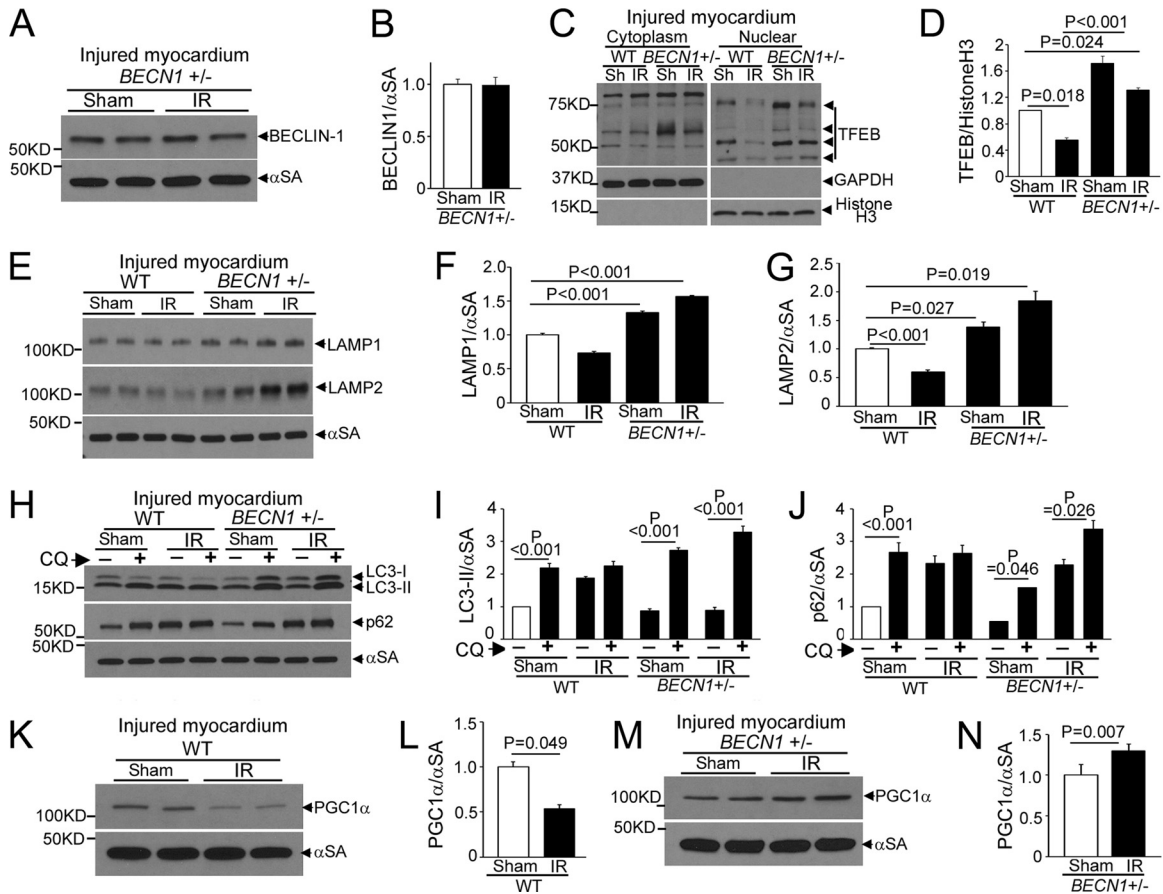 A
Injured myocardium
BECN1 +/-
Sham IR
BECLIN-1
50KD
50KD
αSA
B
BECLIN1/αSA
1.0
0.5
0
Sham IR
BECN1+/-
C
Injured myocardium
Cytoplasm Nuclear
WT BECN1+/- WT BECN1+/-
Sh IR Sh IR Sh IR Sh IR
75KD
TFEB
50KD
37KD
GAPDH
15KD
Histone
H3
D
TFEB/HistoneH3
P<0.001
P=0.024
P=0.018
2
1.6
1.2
0.8
0.4
0
Sham IR Sham IR
WT BECN1+/-
E
Injured myocardium
WT BECN1 +/-
Sham IR Sham IR
100KD
LAMP1
100KD
LAMP2
50KD
αSA
F
LAMP1/αSA
2.0
1.5
1.0
0.5
0
P<0.001
P<0.001
Sham IR Sham IR
WT BECN1+/-
G
LAMP2/αSA
2.5
2.0
1.5
1.0
0.5
0
P=0.019
P=0.027
P<0.001
Sham IR Sham IR
WT BECN1+/-
H
Injured myocardium
WT BECN1 +/-
Sham IR Sham IR
CQ – + – + – + – +
LC3-I
15KD
LC3-II
50KD
p62
50KD
αSA
I
LC3-II/αSA
4
3
2
1
0
P
<0.001
P
<0.001
P
<0.001
CQ – + – + – + – +
Sham IR Sham IR
WT BECN1+/-
J
p62/αSA
4
3
2
1
0
P
<0.001
P
=0.046
P
=0.026
CQ – + – + – + – +
Sham IR Sham IR
WT BECN1+/-
K
Injured myocardium
WT
Sham IR
100KD
PGC1α
50KD
αSA
L
PGC1α/αSA
1.5
1.0
0.5
0
P=0.049
Sham IR
WT
M
Injured myocardium
BECN1 +/-
Sham IR
100KD
PGC1α
50KD
αSA
N
PGC1α/αSA
1.5
1.0
0.5
0
P=0.007
Sham IR
BECN1+/-